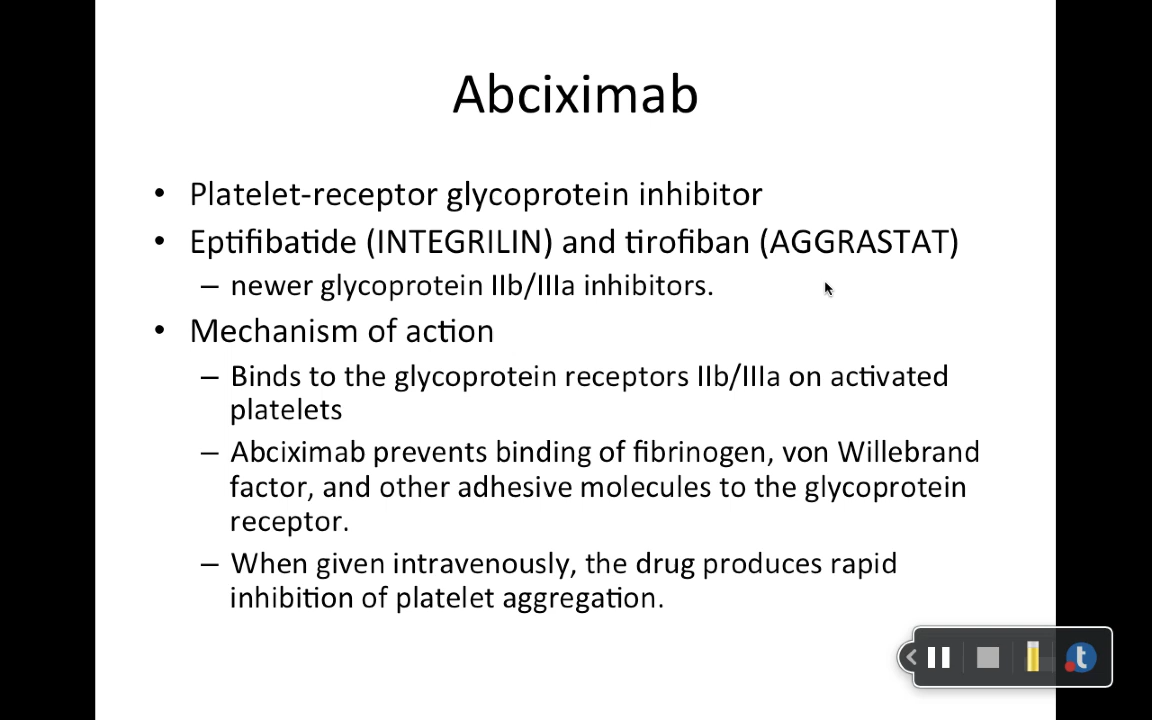 Abciximab
• Platelet-receptor glycoprotein inhibitor
• Eptifibatide (INTEGRILIN) and tirofiban (AGGRASTAT)
– newer glycoprotein IIb/IIIa inhibitors.
• Mechanism of action
– Binds to the glycoprotein receptors IIb/IIIa on activated
platelets
– Abciximab prevents binding of fibrinogen, von Willebrand
factor, and other adhesive molecules to the glycoprotein
receptor.
– When given intravenously, the drug produces rapid
inhibition of platelet aggregation.
t